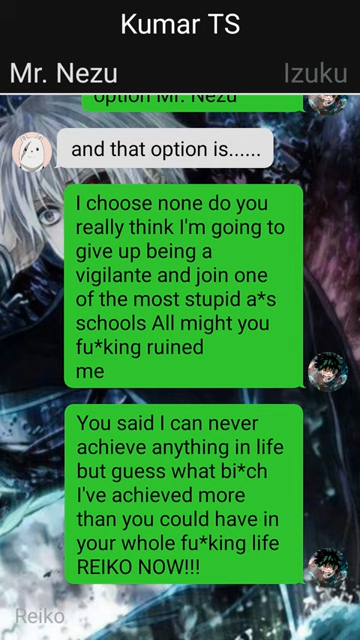 Kumar TS
Mr. Nezu Izuku
option Mr. Nezu
and that option is......
I choose none do you
really think I'm going to
give up being a
vigilante and join one
of the most stupid a*s
schools All might you
fu*king ruined
me
You said I can never
achieve anything in life
but guess what bi*ch
I've achieved more
than you could have in
your whole fu*king life
REIKO NOW!!!
Reiko